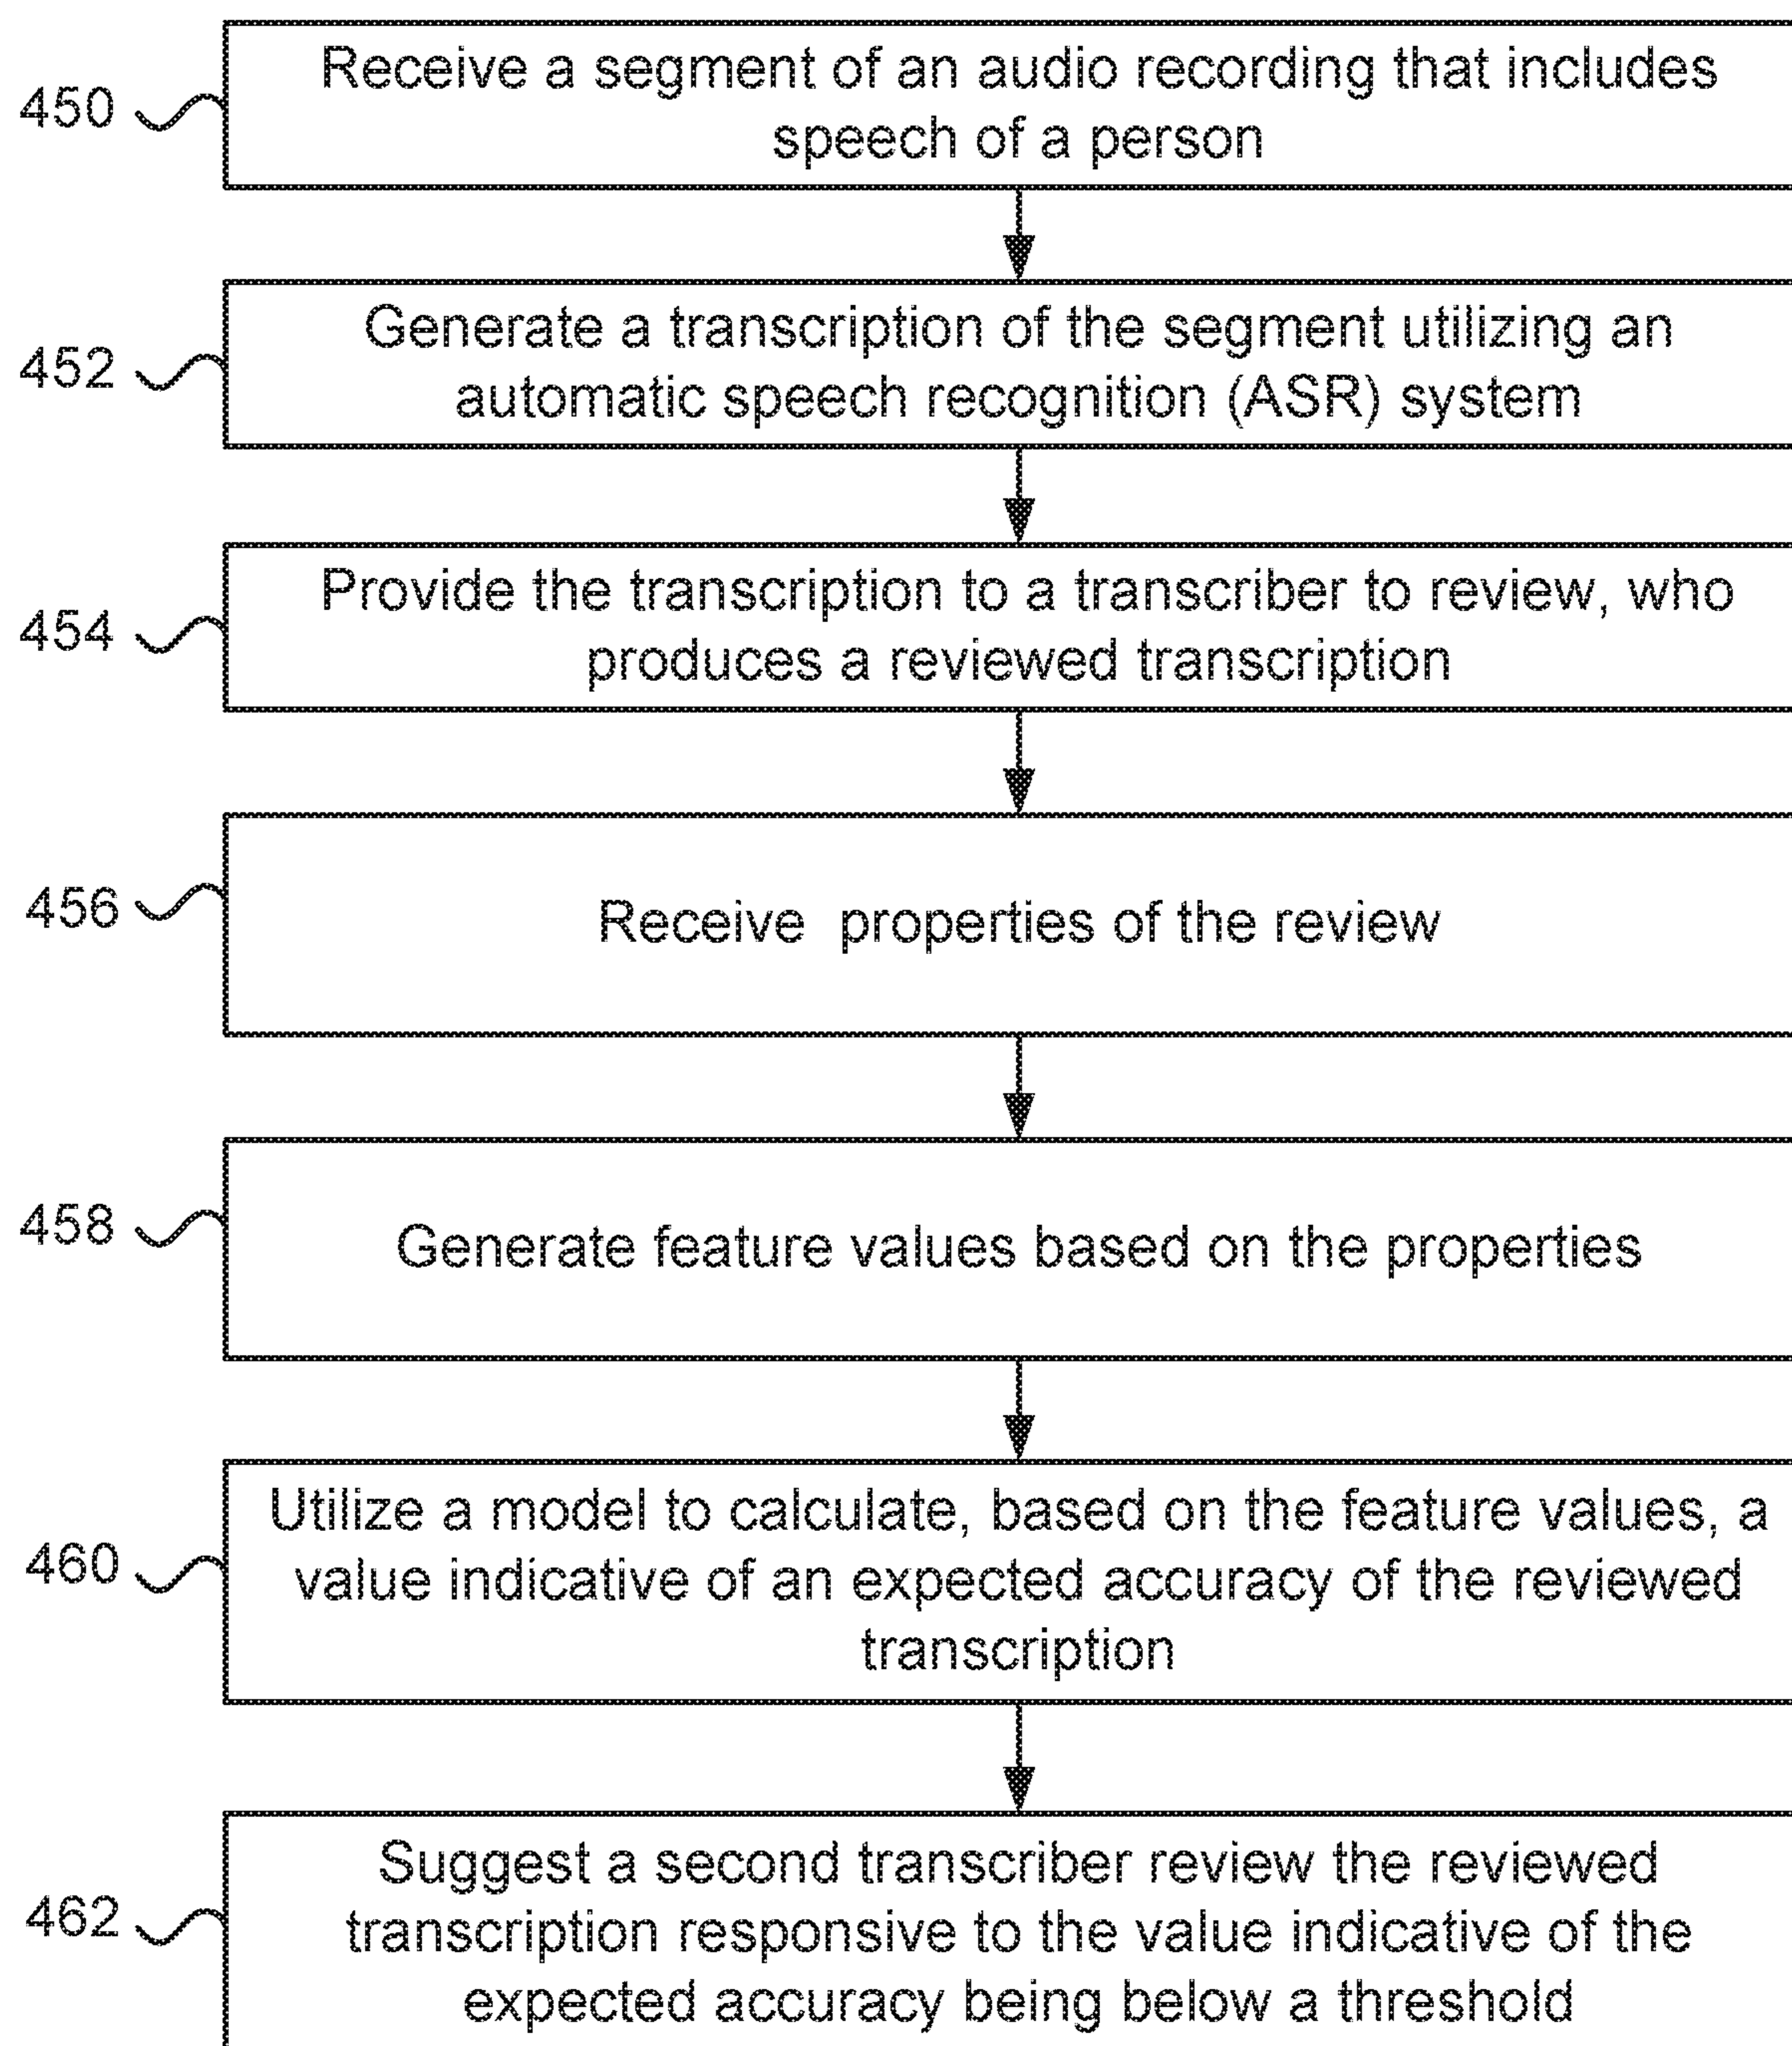 450
Receive a segment of an audio recording that includes
speech of a person
452
Generate a transcription of the segment utilizing an
automatic speech recognition (ASR) system
454
Provide the transcription to a transcriber to review, who
produces a reviewed transcription
456
Receive properties of the review
458
Generate feature values based on the properties
460
Utilize a model to calculate, based on the feature values, a
value indicative of an expected accuracy of the reviewed
transcription
462
Suggest a second transcriber review the reviewed
transcription responsive to the value indicative of the
expected accuracy being below a threshold